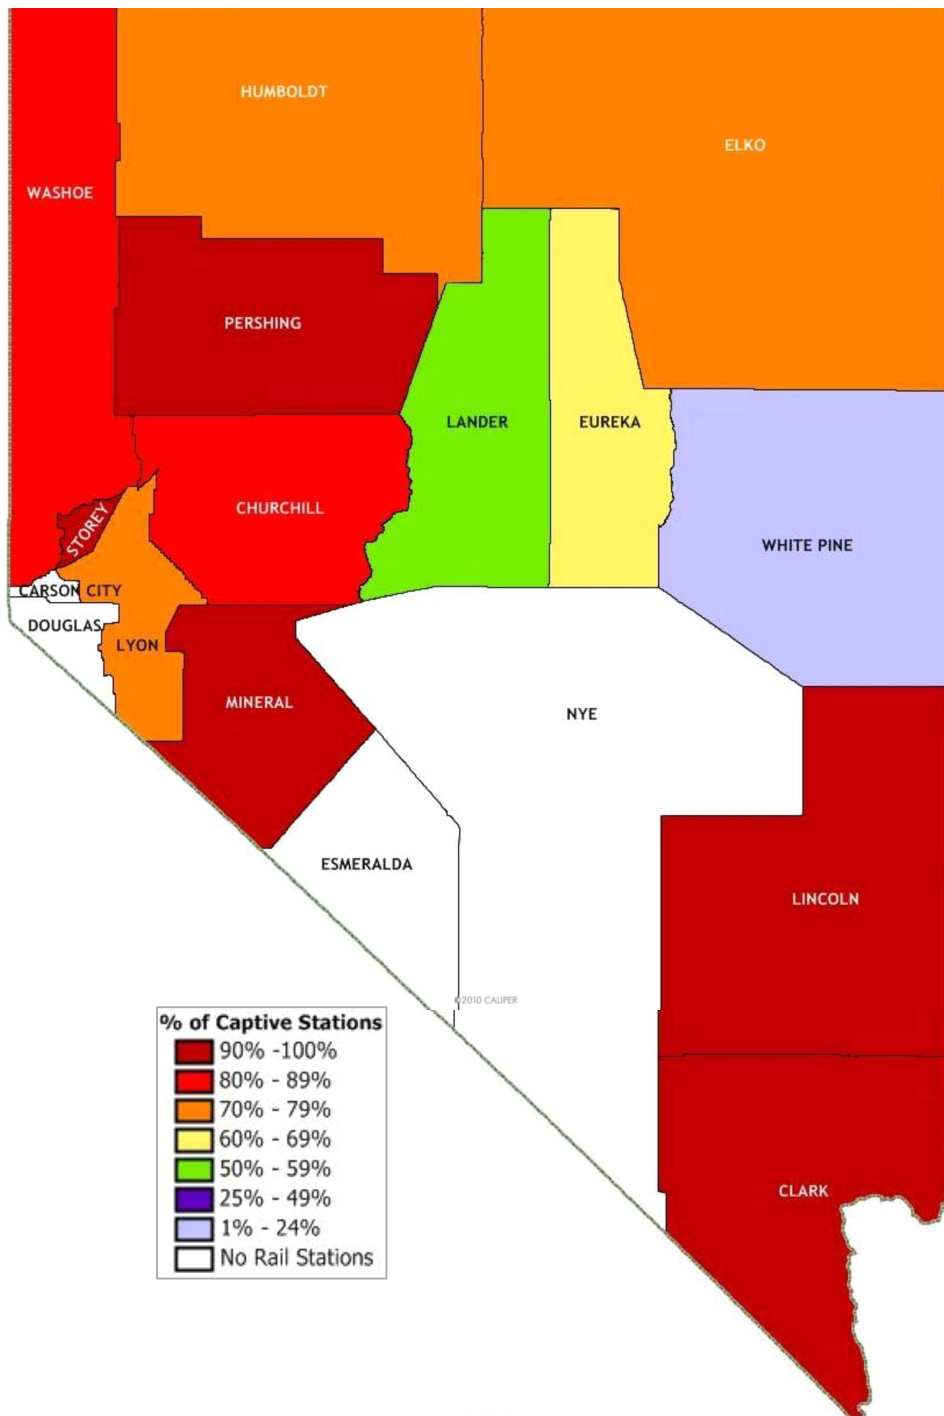 HUMBOLDT
ELKO
WASHOE
PERSHING
LANDER
EUREKA
CHURCHILL
STOREY
WHITE PINE
CARSON CITY
DOUGLAS
LYON
MINERAL
NYE
ESMERALDA
LINCOLN
©2010 CALIPER
% of Captive Stations
90% -100%
80% - 89%
70% - 79%
60% - 69%
50% - 59%
25% - 49%
1% - 24%
No Rail Stations
CLARK